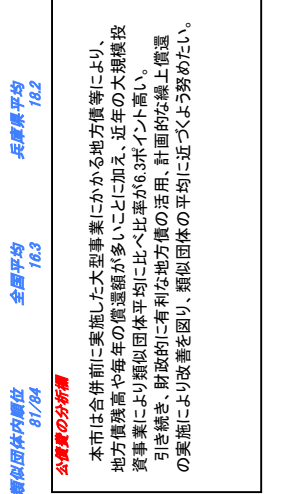 類似団体内順位 全国平均 兵庫県平均
81/84 16.3 18.2
公債費の分析欄
本市は合併前に実施した大型事業にかかる地方債等により、
地方債残高や毎年の償還額が多いことに加え、近年の大規模投
資事業により類似団体平均に比べ比率が6.3ポイント高い。
引き続き、財政的に有利な地方債の活用、計画的な繰上償還
の実施により改善を図り、類似団体の平均に近づくよう努めたい。